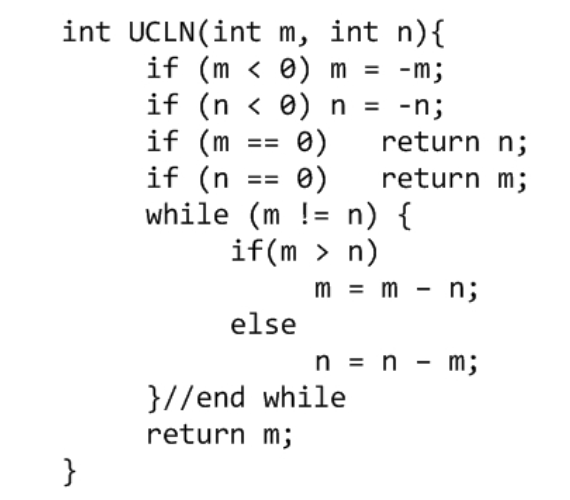 int UCLN(int m, int n){
if (m < 0) m = -m;
if (n < 0) n = -n;
if (m == 0)   return n;
if (n == 0)   return m;
while (m != n) {
if(m > n)
m = m - n;
else
n = n - m;
}//end while
return m;
}